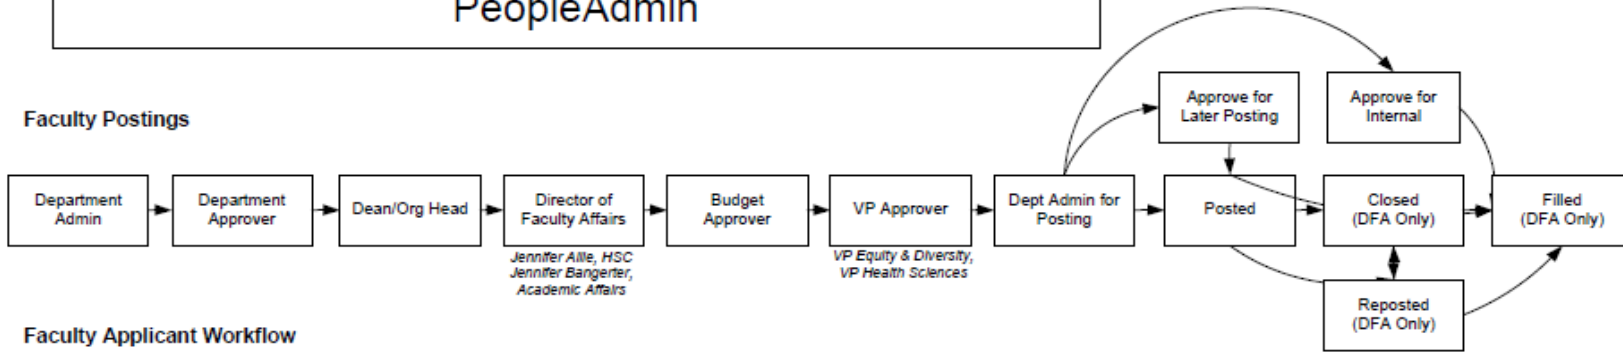 PeopleAdmin
Faculty Postings
Approve for
Later Posting
Approve for
Internal
Department
Admin
Department
Approver
Dean/Org Head
Director of
Faculty Affairs
Budget
Approver
VP Approver
Dept Admin for
Posting
Posted
Closed
(DFA Only)
Filled
(DFA Only)
Jennifer Allie, HSC
Jennifer Bangerter,
Academic Affairs
VP Equity & Diversity,
VP Health Sciences
Reposted
(DFA Only)
Faculty Applicant Workflow